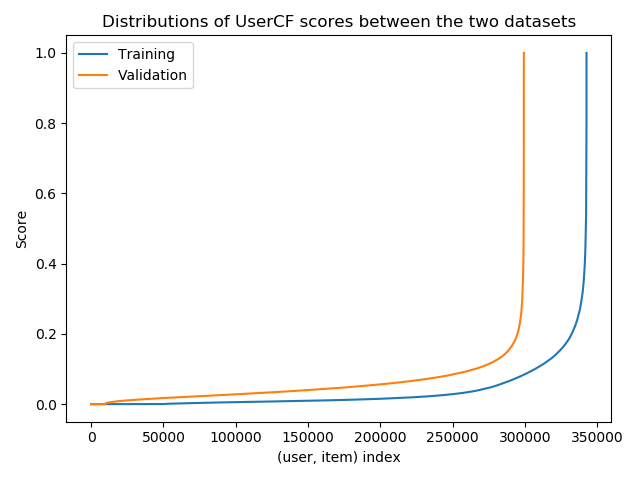 Distributions of UserCF scores between the two datasets
Training
Validation
1.0
0.8
0.6
0.4
0.2
0.0
Score
0 50000 100000 150000 200000 250000 300000 350000
(user, item) index